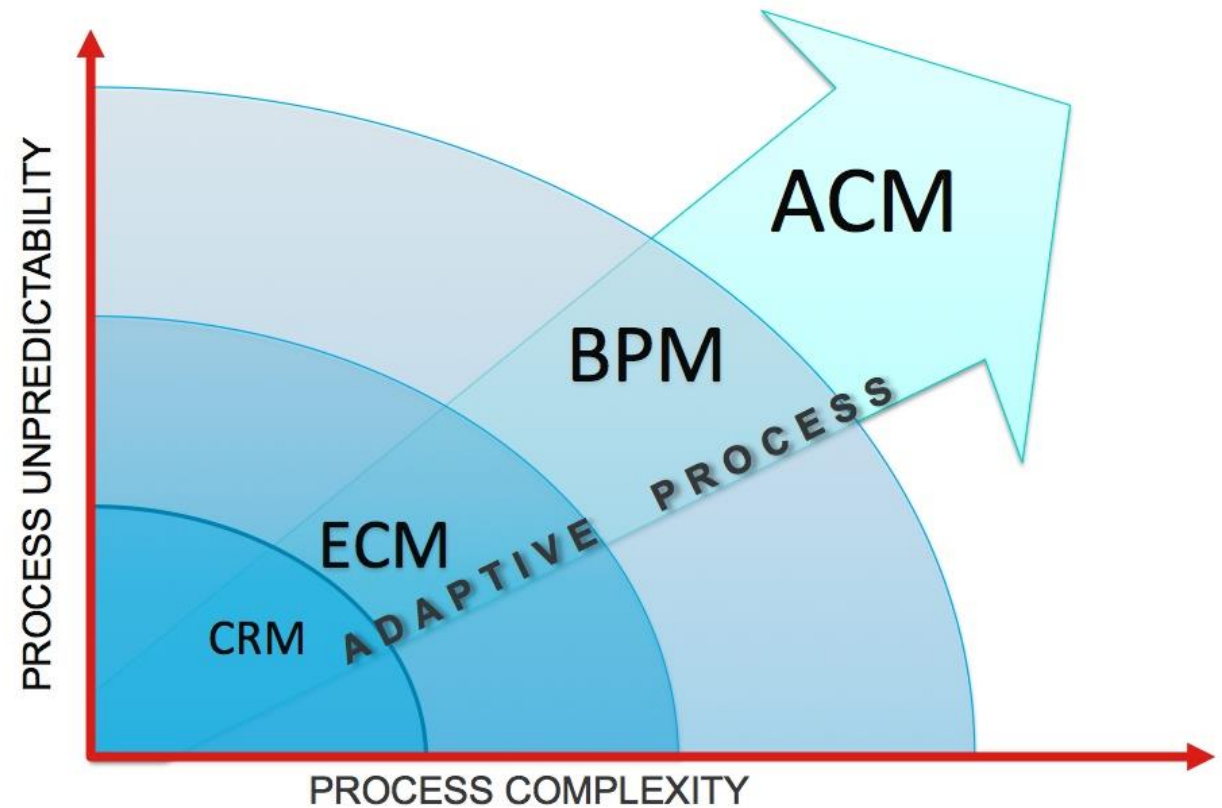 PROCESS UNPREDICTABILITY
ACM
BPM
ECM
CRM
ADAPTIVE PROCESS
PROCESS COMPLEXITY